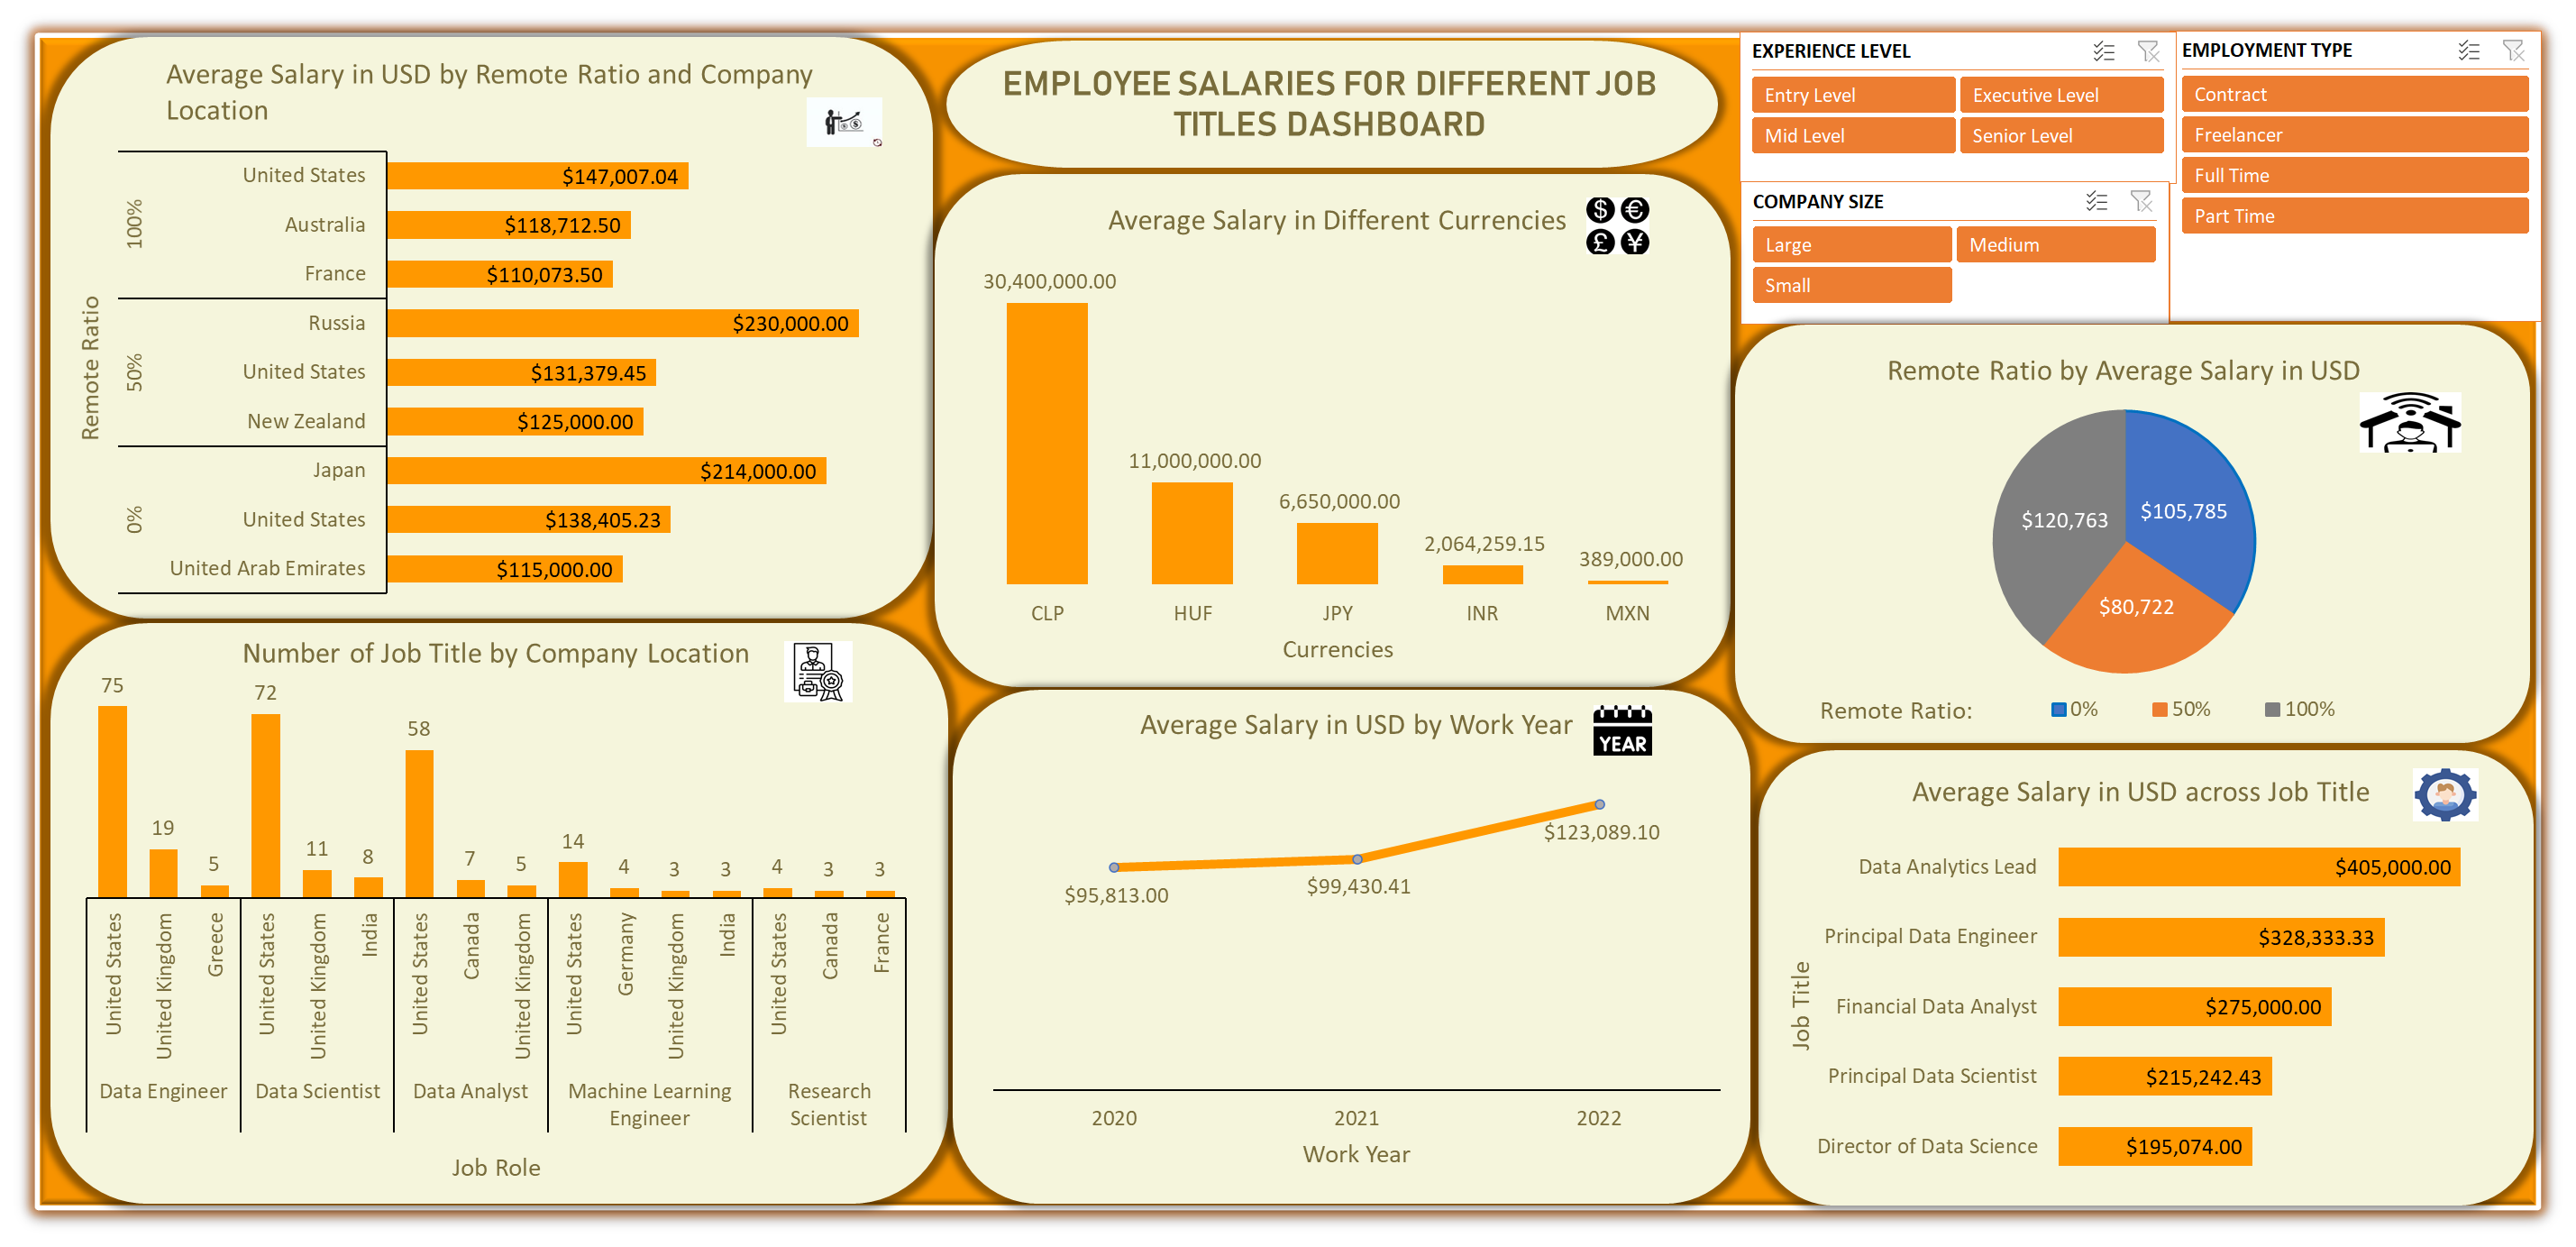 Average Salary in USD by Remote Ratio and Company
Location
Remote Ratio
100%
United States
$147,007.04
Australia
$118,712.50
France
$110,073.50
50%
Russia
$230,000.00
United States
$131,379.45
New Zealand
$125,000.00
0%
Japan
$214,000.00
United States
$138,405.23
United Arab Emirates
$115,000.00
EMPLOYEE SALARIES FOR DIFFERENT JOB
TITLES DASHBOARD
EXPERIENCE LEVEL
Entry Level
Executive Level
Mid Level
Senior Level
EMPLOYMENT TYPE
Contract
Freelancer
Full Time
Part Time
COMPANY SIZE
Large
Medium
Small
Average Salary in Different Currencies
$ €
£ ¥
30,400,000.00
11,000,000.00
6,650,000.00
2,064,259.15
389,000.00
CLP
HUF
JPY
INR
MXN
Currencies
Remote Ratio by Average Salary in USD
$120,763
$105,785
$80,722
Remote Ratio:
0%
50%
100%
Number of Job Title by Company Location
75
19
5
72
11
8
58
7
5
14
4
3
3
4
3
3
United States
United Kingdom
Greece
United States
United Kingdom
India
United States
Canada
United Kingdom
United States
Germany
United Kingdom
India
United States
Canada
France
Data Engineer
Data Scientist
Data Analyst
Machine Learning
Engineer
Research
Scientist
Job Role
Average Salary in USD by Work Year
YEAR
$95,813.00
$99,430.41
$123,089.10
2020
2021
2022
Work Year
Average Salary in USD across Job Title
Job Title
Data Analytics Lead
$405,000.00
Principal Data Engineer
$328,333.33
Financial Data Analyst
$275,000.00
Principal Data Scientist
$215,242.43
Director of Data Science
$195,074.00